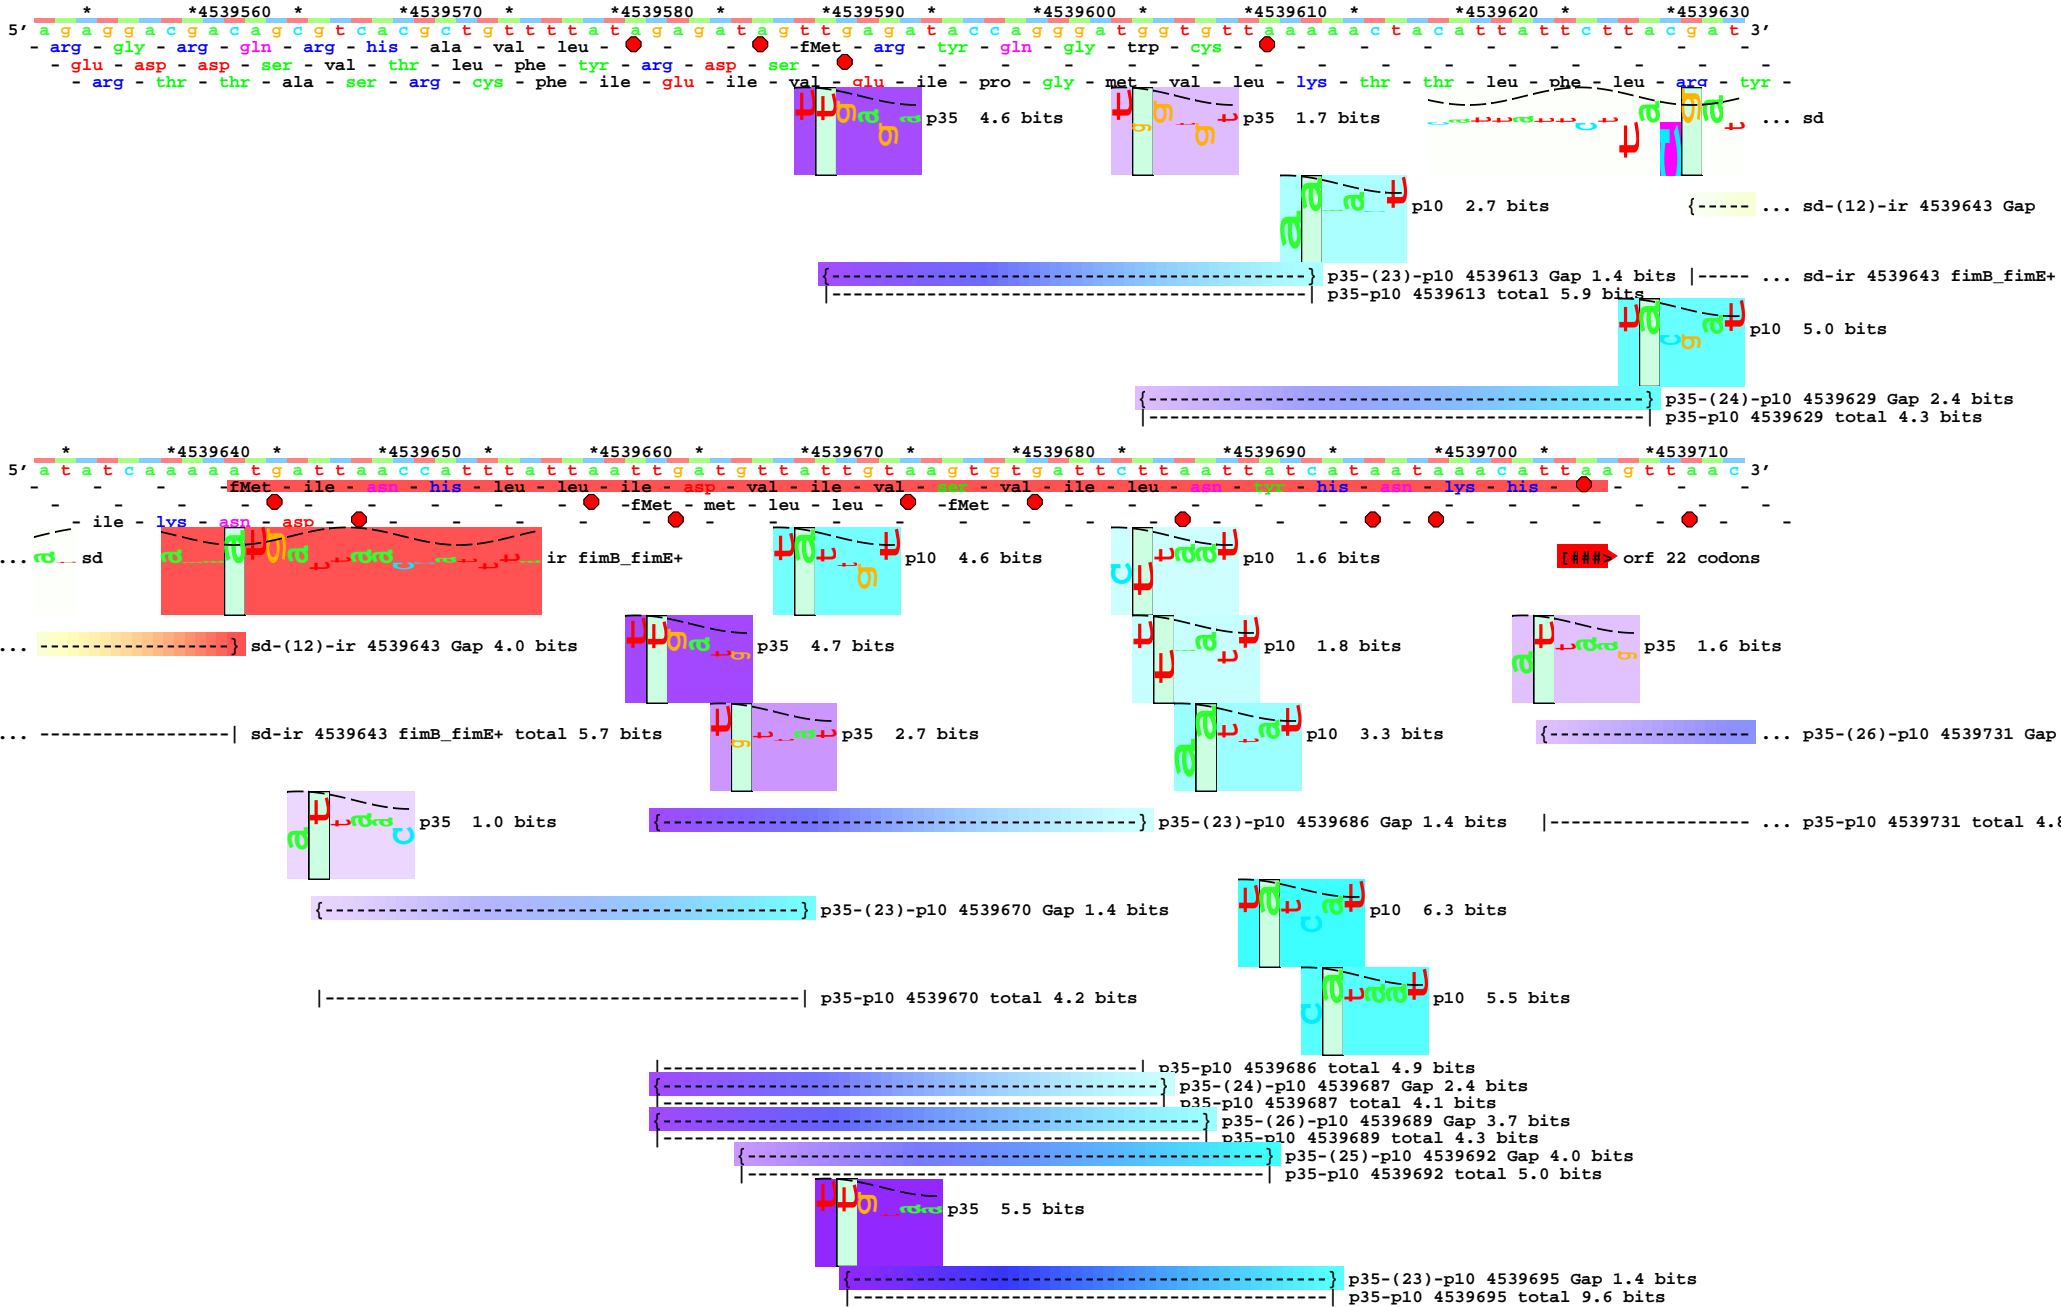 * *4539560 * *4539570 * *4539580 * *4539590 * *4539600 * *4539610 * *4539620 * *4539630
5' a g a g g a c g a c a g c g t c a c g c t g t t t t a t a g a g a t a g t t g a g a t a c c a g g g a t g g t g t t a a a a a c t a c a t t a t t c t t a c g a t 3'
- arg - gly - arg - gln - arg - his - ala - val - leu - - -fMet - arg - tyr - gln - gly - trp - cys - - - - - - - -
- glu - asp - asp - ser - val - thr - leu - phe - tyr - arg - asp - ser - - - - - - - - - - - - - - -
- arg - thr - thr - ala - ser - arg - cys - phe - ile - glu - ile - val - glu - ile - pro - gly - met - val - leu - lys - thr - thr - leu - phe - leu - arg - tyr -
t t g a g a p35 4.6 bits
t g g t g t p35 1.7 bits
c a t t a t t c t t a c g a t ... sd
a a a a c t p10 2.7 bits
{----- ... sd-(12)-ir 4539643 Gap
{-----------------------} p35-(23)-p10 4539613 Gap 1.4 bits |----- ... sd-ir 4539643 fimB_fimE+
|-----------------------| p35-p10 4539613 total 5.9 bits
t a c g a t p10 5.0 bits
{------------------------} p35-(24)-p10 4539629 Gap 2.4 bits
|------------------------| p35-p10 4539629 total 4.3 bits
* *4539640 * *4539650 * *4539660 * *4539670 * *4539680 * *4539690 * *4539700 * *4539710
5' a t a t c a a a a a t g a t t a a c c a t t t a t t a a t t g a t g t t a t t g t a a g t g t g a t t c t t a a t t a t c a t a a t a a a c a t t a a g t t a a c 3'
- - - -fMet - ile - asn - his - leu - leu - ile - asp - val - ile - val - ser - val - ile - leu - asn - tyr - his - asn - lys - his - - -
- - - - - - - - -fMet - met - leu - leu - -fMet - - - - - - - - - - - -
- ile - lys - asn - asp - - - - - - - - - - - - - - - - - - - - - -
... sd
ir fimB_fimE+
t a t t g t p10 4.6 bits
c t t a a t p10 1.6 bits
[###> orf 22 codons
... -----------------} sd-(12)-ir 4539643 Gap 4.0 bits
t t g a t g p35 4.7 bits
t t a a t t p10 1.8 bits
a t t a a g p35 1.6 bits
... -----------------| sd-ir 4539643 fimB_fimE+ total 5.7 bits
t g t t a t p35 2.7 bits
a a t t a t p10 3.3 bits
{---------- ... p35-(26)-p10 4539731 Gap
a t t a a c p35 1.0 bits
{-----------------------} p35-(23)-p10 4539686 Gap 1.4 bits
|---------- ... p35-p10 4539731 total 4.8
{-----------------------} p35-(23)-p10 4539670 Gap 1.4 bits
t a t c a t p10 6.3 bits
|-----------------------| p35-p10 4539670 total 4.2 bits
c a t a a t p10 5.5 bits
|-----------------------| p35-p10 4539686 total 4.9 bits
{------------------------} p35-(24)-p10 4539687 Gap 2.4 bits
|------------------------| p35-p10 4539687 total 4.1 bits
{--------------------------} p35-(26)-p10 4539689 Gap 3.7 bits
|--------------------------| p35-p10 4539689 total 4.3 bits
{-------------------------} p35-(25)-p10 4539692 Gap 4.0 bits
|-------------------------| p35-p10 4539692 total 5.0 bits
t t g t a a p35 5.5 bits
{-----------------------} p35-(23)-p10 4539695 Gap 1.4 bits
|-----------------------| p35-p10 4539695 total 9.6 bits